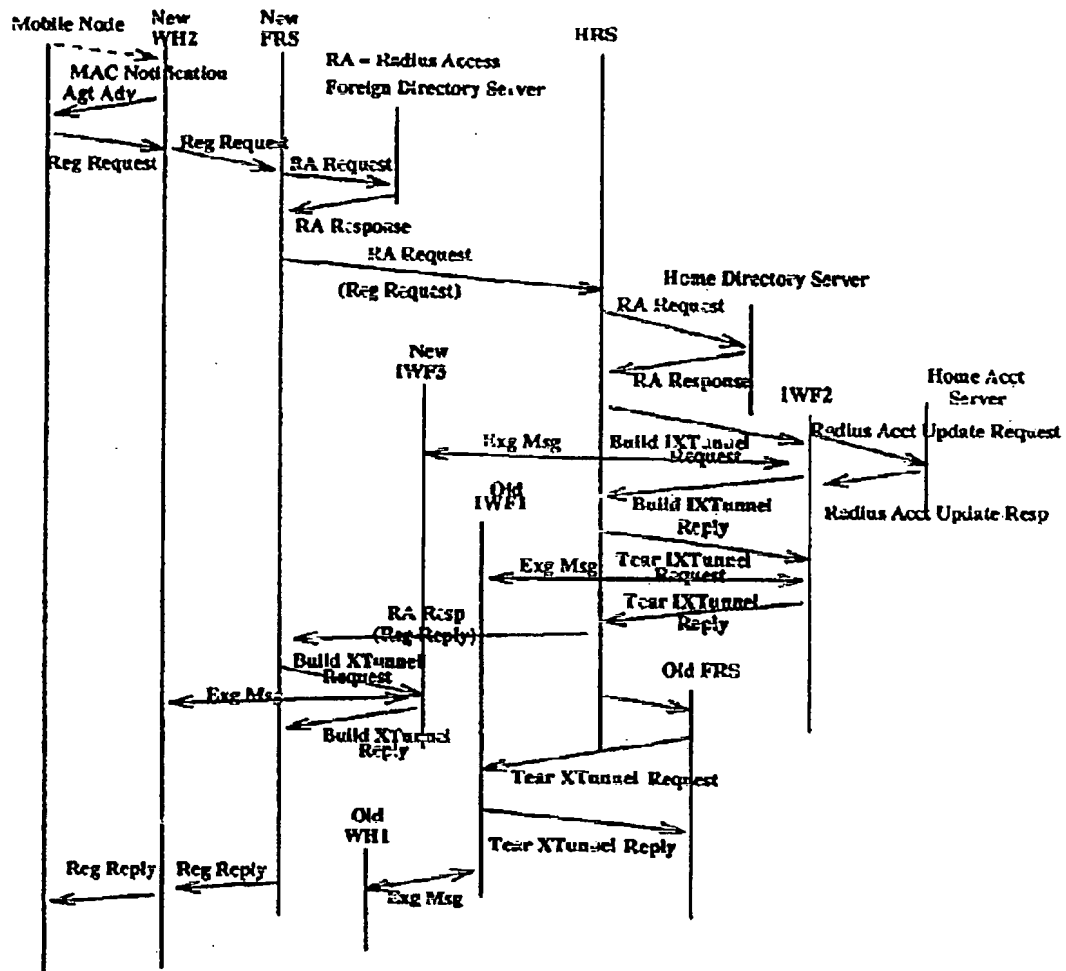 Mobile Node
New
WH2
New
FRS
HRS
RA - Radius Access
Foreign Directory Server
MAC Notification
Agt Adv
Reg Request
Reg Request
RA Request
RA Response
RA Request
(Reg Request)
Home Directory Server
RA Request
RA Response
New
IWF3
IWF2
Home Acct
Server
Radius Acct Update Request
Exg Msg
Build IXTunnel
Request
Radius Acct Update Resp
Build IXTunnel
Reply
Old
IWF1
Exg Msg
Tear IXTunnel
Request
Tear IXTunnel
Reply
RA Resp
(Reg Reply)
Build XTunnel
Request
Exg Msg
Build XTunnel
Reply
Old FRS
Tear XTunnel Request
Old
WH1
Tear XTunnel Reply
Reg Reply
Reg Reply
Exg Msg